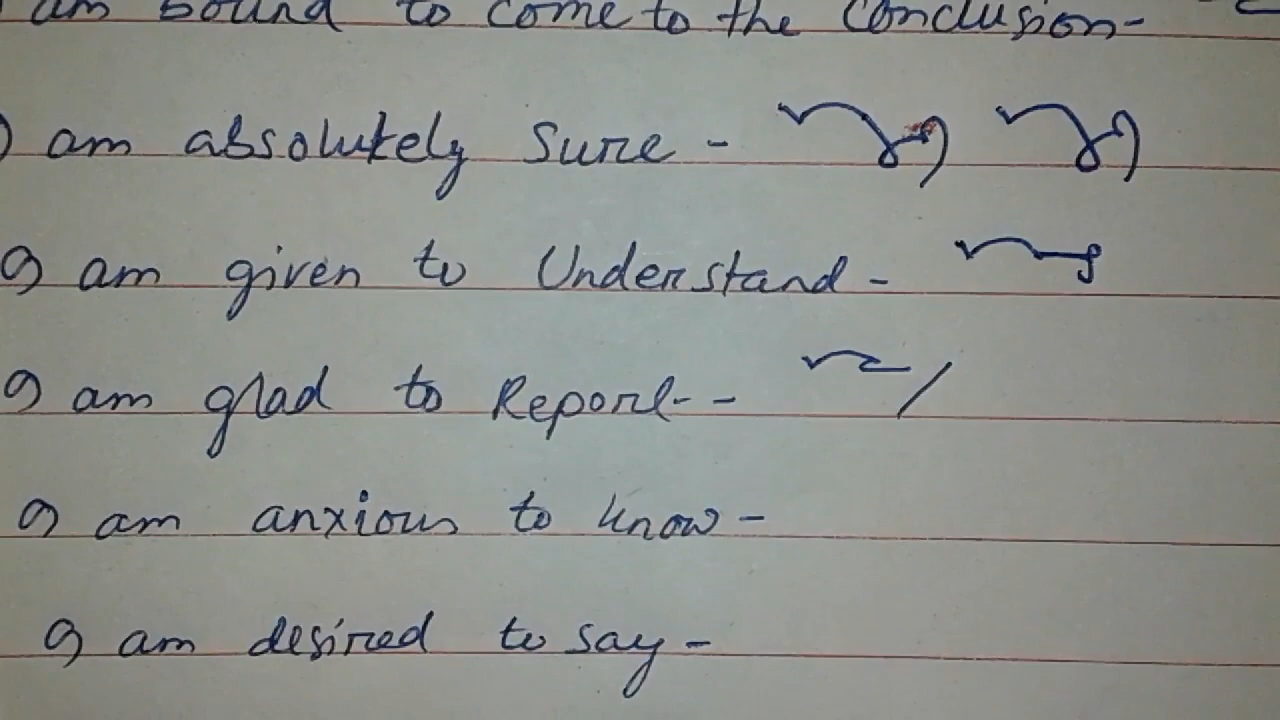 am bound to come to the Conclusion-
I am absolutely Sure -
I am given to Understand -
I am glad to Report- -
I am anxious to know -
I am desired to say -